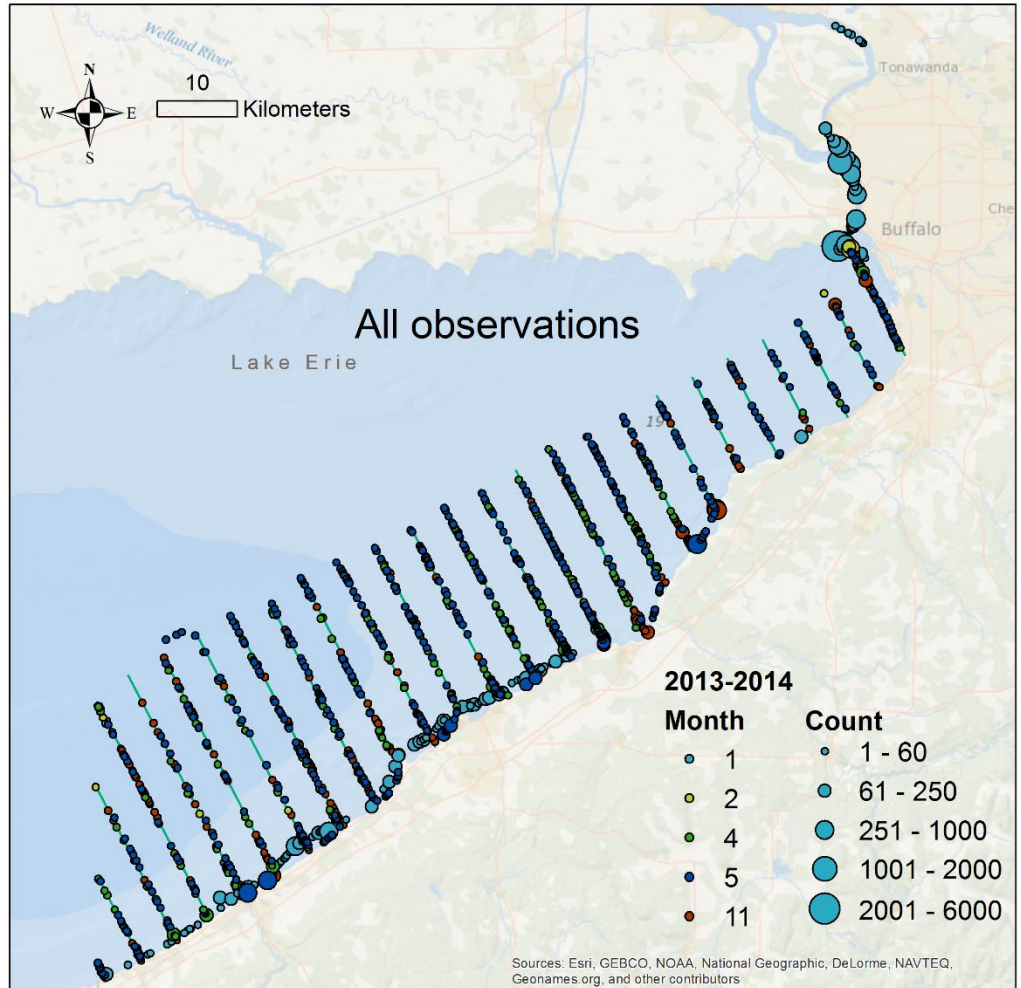 Welland River
N
W E
S
10
Kilometers
Tonawanda
Che
Buffalo
All observations
Lake Erie
19
2013-2014
Month Count
1 1 - 60
2 61 - 250
4 251 - 1000
5 1001 - 2000
11 2001 - 6000
Sources: Esri, GEBCO, NOAA, National Geographic, DeLorme, NAVTEQ,
Geonames.org, and other contributors